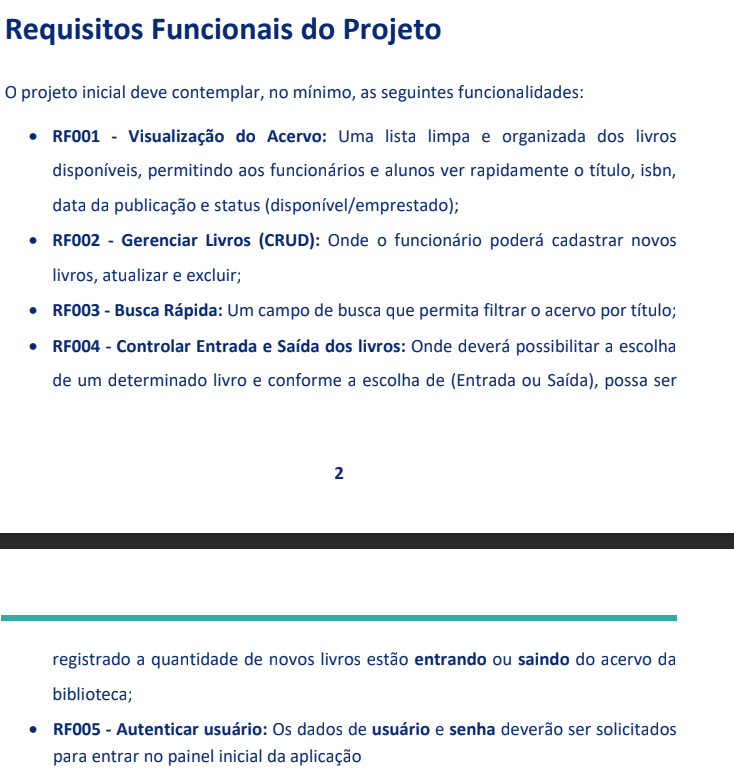 Requisitos Funcionais do Projeto
O projeto inicial deve contemplar, no mínimo, as seguintes funcionalidades:
• RF001 - Visualização do Acervo: Uma lista limpa e organizada dos livros
disponíveis, permitindo aos funcionários e alunos ver rapidamente o título, isbn,
data da publicação e status (disponível/emprestado);
• RF002 - Gerenciar Livros (CRUD): Onde o funcionário poderá cadastrar novos
livros, atualizar e excluir;
• RF003 - Busca Rápida: Um campo de busca que permita filtrar o acervo por título;
• RF004 - Controlar Entrada e Saída dos livros: Onde deverá possibilitar a escolha
de um determinado livro e conforme a escolha de (Entrada ou Saída), possa ser
2
registrado a quantidade de novos livros estão entrando ou saindo do acervo da
biblioteca;
• RF005 - Autenticar usuário: Os dados de usuário e senha deverão ser solicitados
para entrar no painel inicial da aplicação